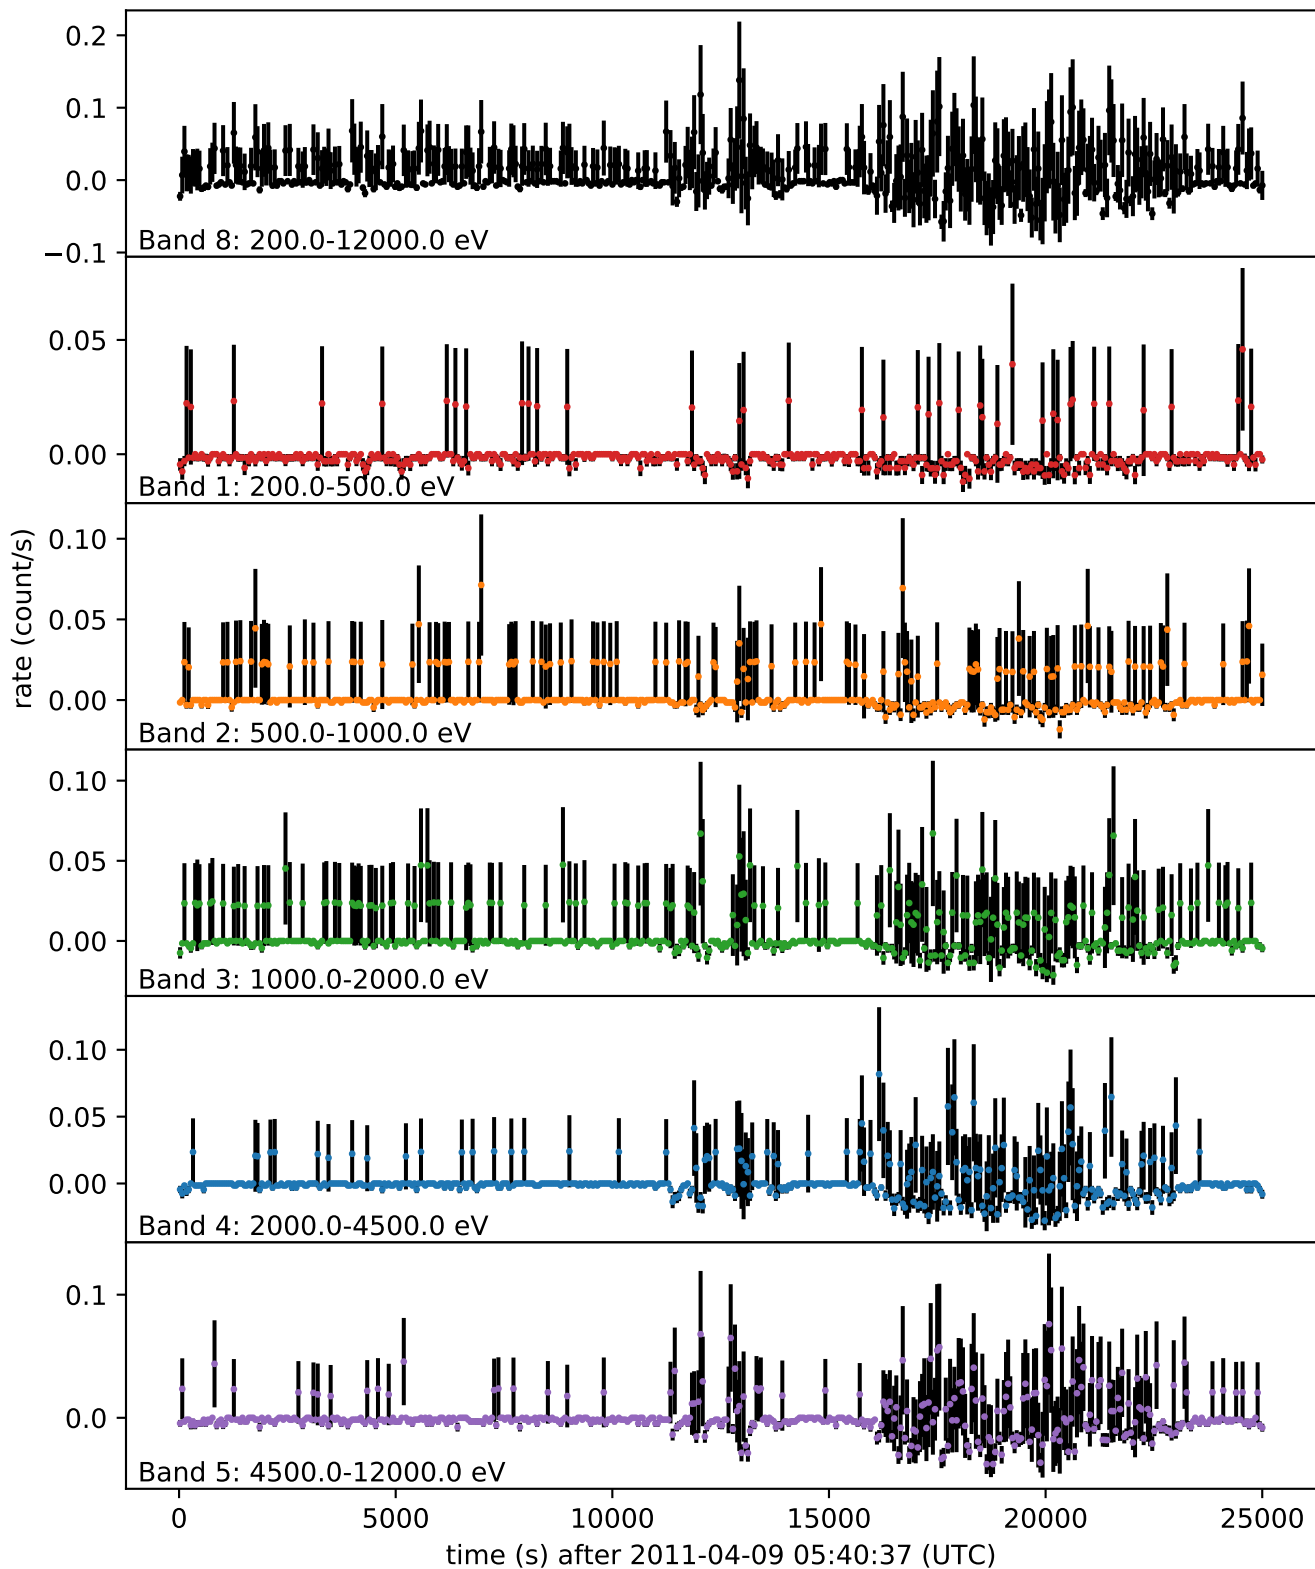 0.2
0.1
0.0
−0.1
Band 8: 200.0-12000.0 eV
0.05
0.00
Band 1: 200.0-500.0 eV
rate (count/s)
0.10
0.05
0.00
Band 2: 500.0-1000.0 eV
0.10
0.05
0.00
Band 3: 1000.0-2000.0 eV
0.10
0.05
0.00
Band 4: 2000.0-4500.0 eV
0.1
0.0
Band 5: 4500.0-12000.0 eV
0 5000 10000 15000 20000 25000
time (s) after 2011-04-09 05:40:37 (UTC)